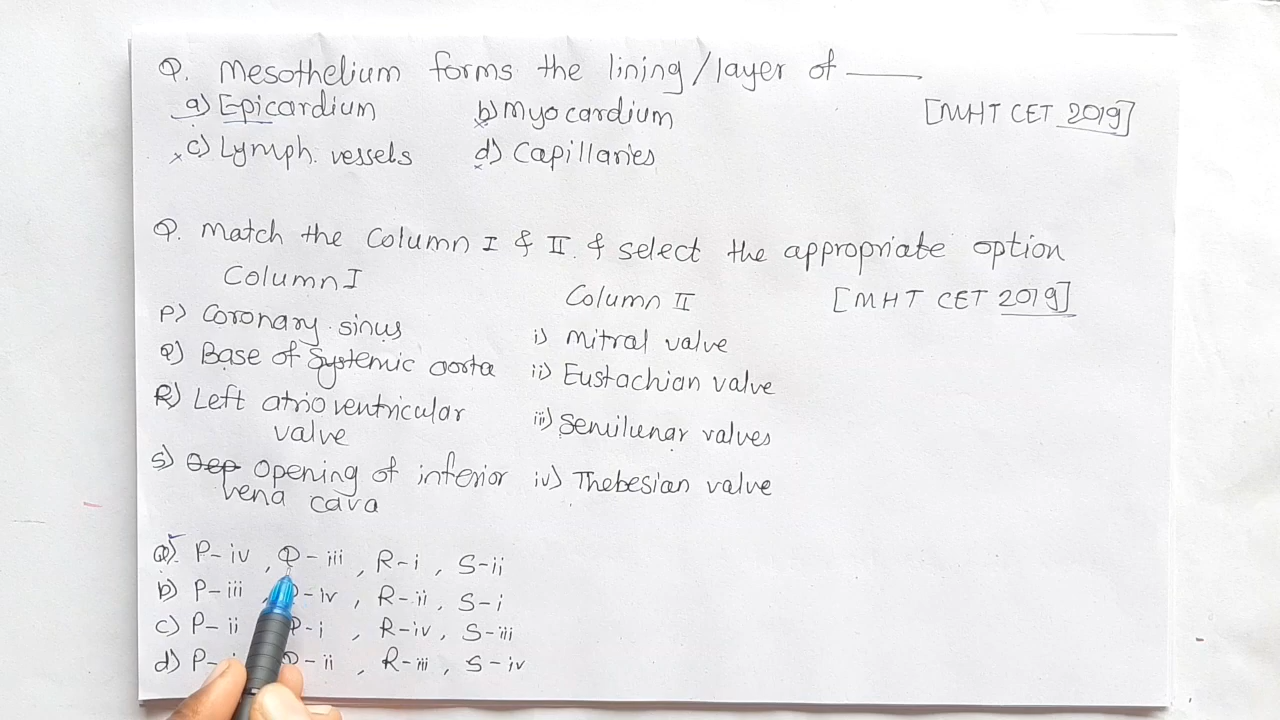 Q. Mesothelium forms the lining/layer of ___
a) Epicardium b) Myocardium [MHT CET 2019]
c) Lymph. vessels d) Capillaries
Q. Match the Column I & II. & select the appropriate option
Column I Column II [MHT CET 2019]
P) Coronary sinus i) Mitral valve
Q) Base of Systemic aorta ii) Eustachian valve
R) Left atrioventricular iii) Semilunar valves
valve
S) Opening of inferior iv) Thebesian valve
vena cava
a) P-iv, Q-iii, R-i, S-ii
b) P-iii, -iv, R-ii, S-i
c) P-ii -i, R-iv, S-iii
d) P- Q-ii, R-iii, S-iv